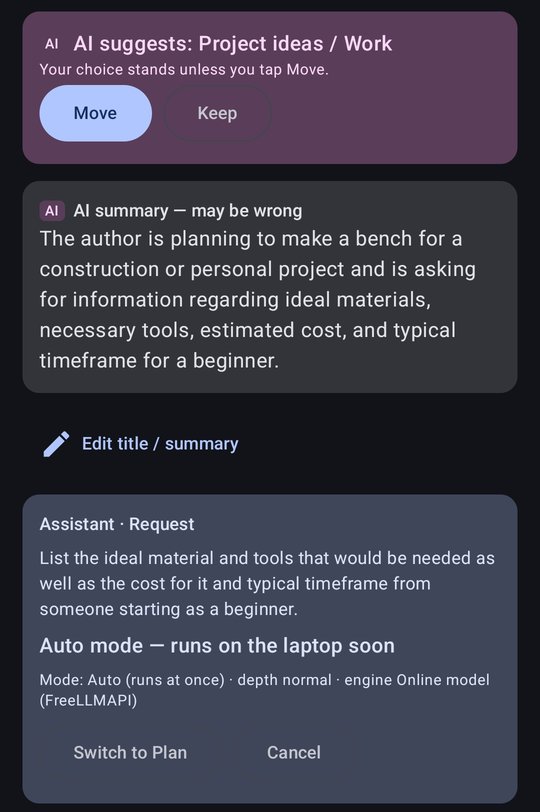 AI AI suggests: Project ideas / Work
Your choice stands unless you tap Move.
Move Keep
AI AI summary — may be wrong
The author is planning to make a bench for a
construction or personal project and is asking
for information regarding ideal materials,
necessary tools, estimated cost, and typical
timeframe for a beginner.
Edit title / summary
Assistant · Request
List the ideal material and tools that would be needed as
well as the cost for it and typical timeframe from
someone starting as a beginner.
Auto mode — runs on the laptop soon
Mode: Auto (runs at once) · depth normal · engine Online model
(FreeLLMAPI)
Switch to Plan Cancel